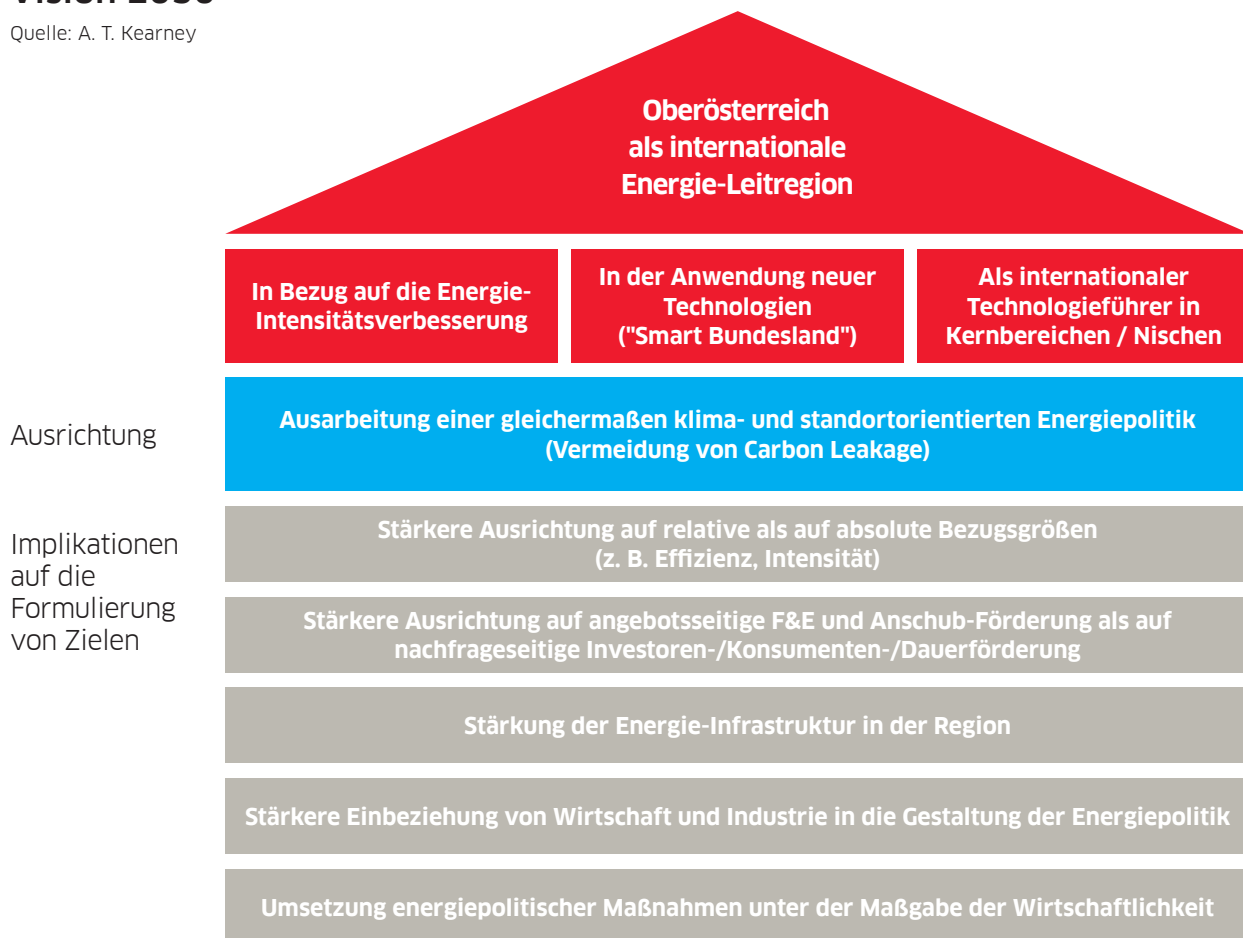 Quelle: A. T. Kearney
Oberösterreich
als internationale
Energie-Leitregion
In Bezug auf die Energie-
Intensitätsverbesserung
In der Anwendung neuer
Technologien
("Smart Bundesland")
Als internationaler
Technologieführer in
Kernbereichen / Nischen
Ausrichtung
Ausarbeitung einer gleichermaßen klima- und standortorientierten Energiepolitik
(Vermeidung von Carbon Leakage)
Implikationen
auf die
Formulierung
von Zielen
Stärkere Ausrichtung auf relative als auf absolute Bezugsgrößen
(z. B. Effizienz, Intensität)
Stärkere Ausrichtung auf angebotsseitige F&E und Anschub-Förderung als auf
nachfrageseitige Investoren-/Konsumenten-/Dauerförderung
Stärkung der Energie-Infrastruktur in der Region
Stärkere Einbeziehung von Wirtschaft und Industrie in die Gestaltung der Energiepolitik
Umsetzung energiepolitischer Maßnahmen unter der Maßgabe der Wirtschaftlichkeit